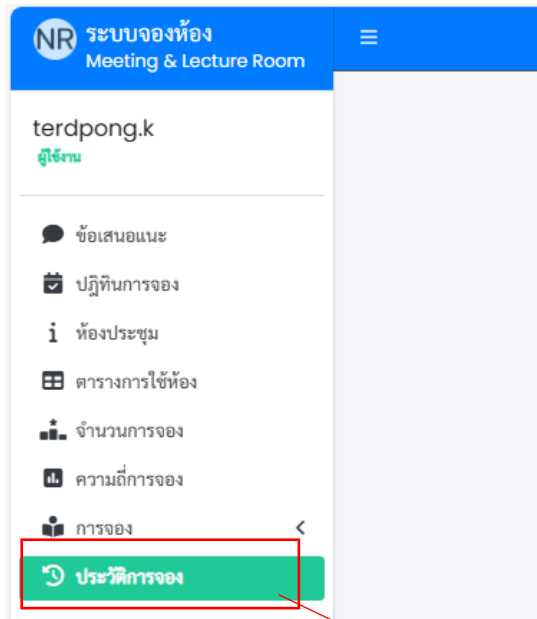 NR
ระบบจองห้อง
Meeting & Lecture Room
terdpong.k
ผู้ใช้งาน
ข้อเสนอแนะ
ปฏิทินการจอง
ห้องประชุม
ตารางการใช้ห้อง
จำนวนการจอง
ความถี่การจอง
การจอง
ประวัติการจอง